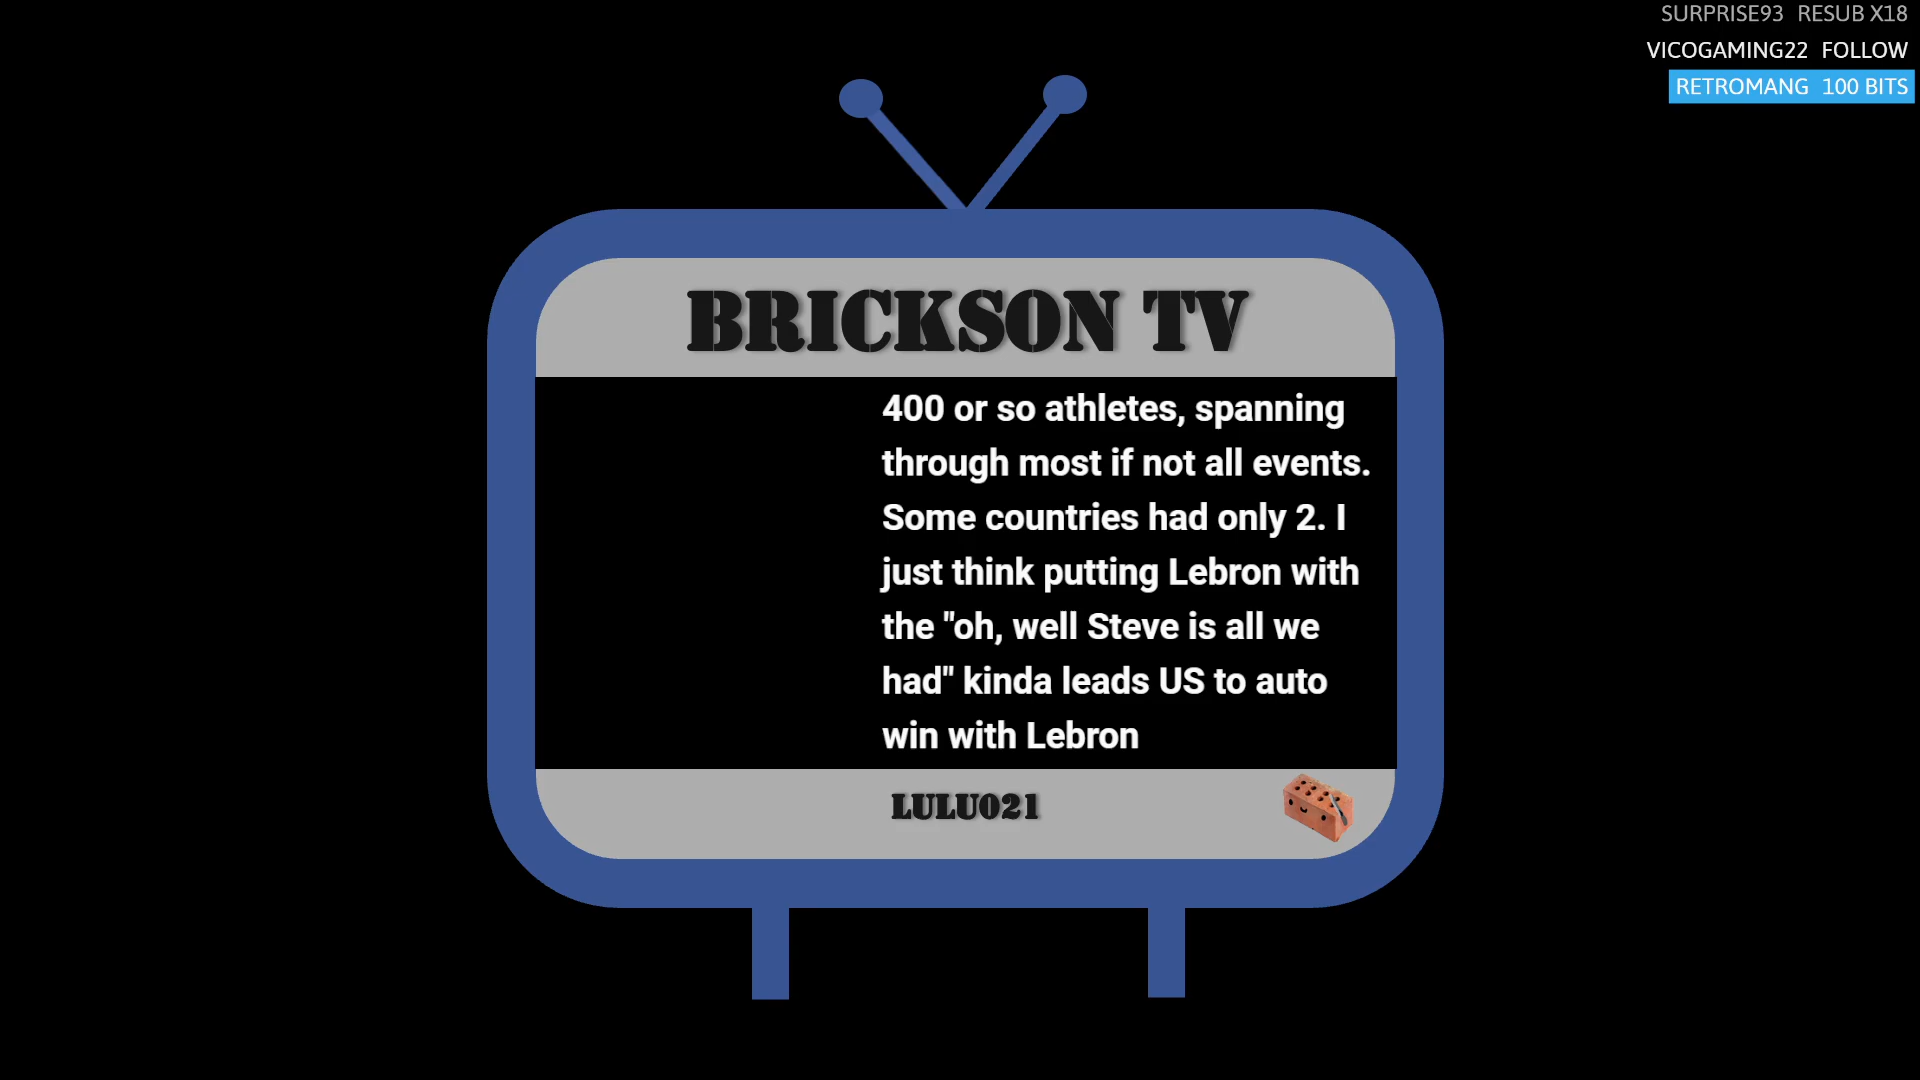 SURPRISE93 RESUB X18
VICOGAMING22 FOLLOW
RETROMANG 100 BITS
BRICKSON TV
400 or so athletes, spanning
through most if not all events.
Some countries had only 2. I
just think putting Lebron with
the "oh, well Steve is all we
had" kinda leads US to auto
win with Lebron
LULU021